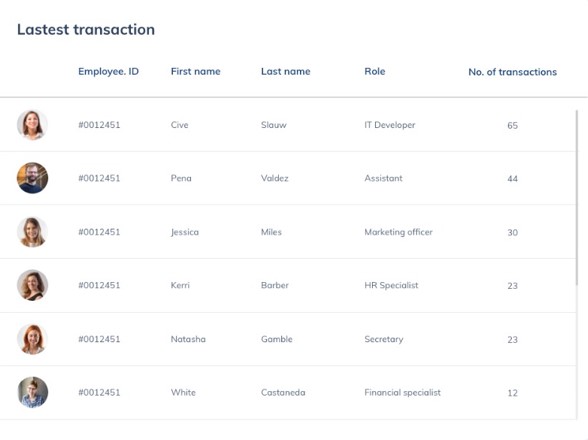 Lastest transaction
Employee. ID First name Last name Role No. of transactions
#0012451 Cive Slauw IT Developer 65
#0012451 Pena Valdez Assistant 44
#0012451 Jessica Miles Marketing officer 30
#0012451 Kerri Barber HR Specialist 23
#0012451 Natasha Gamble Secretary 23
#0012451 White Castaneda Financial specialist 12